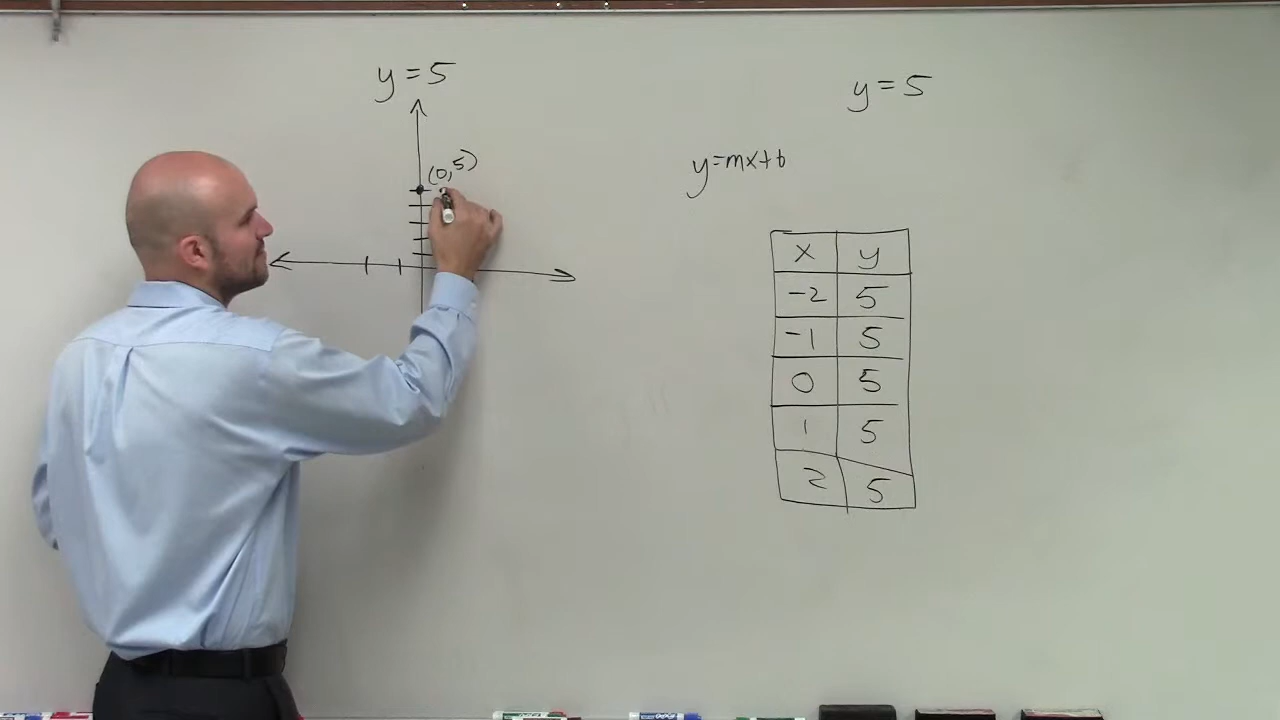 y = 5
(0,5)
y = 5
y=mx+b
x y
-2 5
-1 5
0 5
1 5
2 5